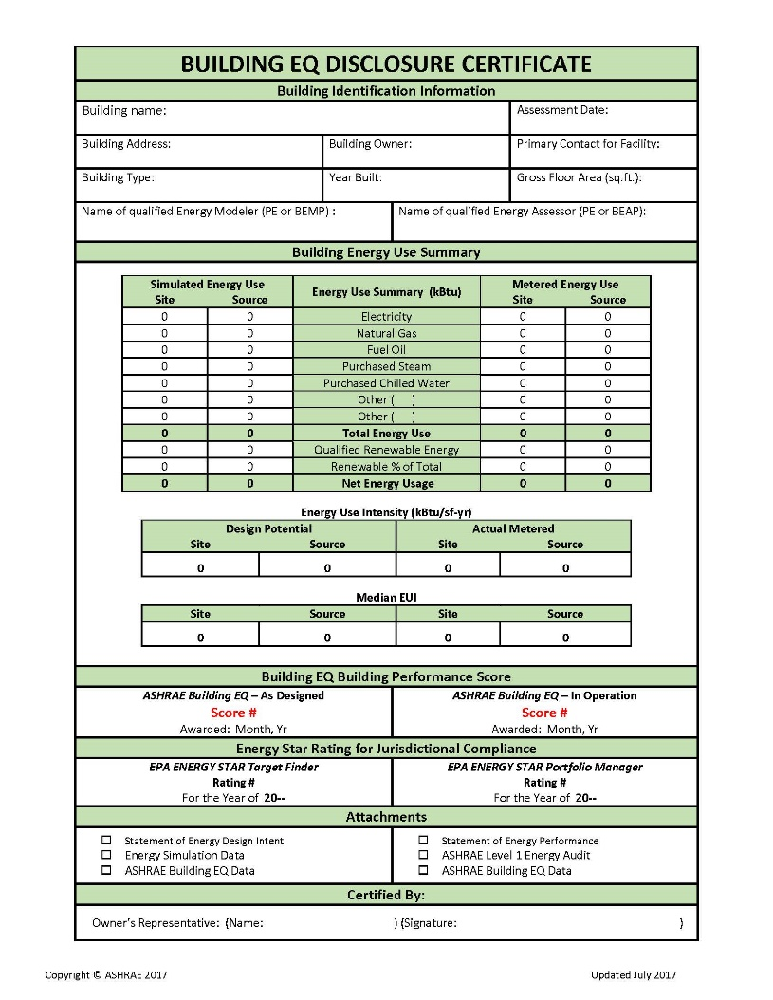 BUILDING EQ DISCLOSURE CERTIFICATE
Building Identification Information
Building name:
Assessment Date:
Building Address:
Building Owner:
Primary Contact for Facility:
Building Type:
Year Built:
Gross Floor Area (sq.ft.):
Name of qualified Energy Modeler (PE or BEMP) :
Name of qualified Energy Assessor (PE or BEAP):
Building Energy Use Summary
Simulated Energy Use
Site Source
Energy Use Summary (kBtu)
Metered Energy Use
Site Source
0 0 Electricity 0 0
0 0 Natural Gas 0 0
0 0 Fuel Oil 0 0
0 0 Purchased Steam 0 0
0 0 Purchased Chilled Water 0 0
0 0 Other ( ) 0 0
0 0 Other ( ) 0 0
0 0 Total Energy Use 0 0
0 0 Qualified Renewable Energy 0 0
0 0 Renewable % of Total 0 0
0 0 Net Energy Usage 0 0
Energy Use Intensity (kBtu/sf-yr)
Design Potential Actual Metered
Site Source Site Source
0 0 0 0
Median EUI
Site Source Site Source
0 0 0 0
Building EQ Building Performance Score
ASHRAE Building EQ – As Designed
Score #
Awarded: Month, Yr
ASHRAE Building EQ – In Operation
Score #
Awarded: Month, Yr
Energy Star Rating for Jurisdictional Compliance
EPA ENERGY STAR Target Finder
Rating #
For the Year of 20--
EPA ENERGY STAR Portfolio Manager
Rating #
For the Year of 20--
Attachments
☐ Statement of Energy Design Intent
☐ Energy Simulation Data
☐ ASHRAE Building EQ Data
☐ Statement of Energy Performance
☐ ASHRAE Level 1 Energy Audit
☐ ASHRAE Building EQ Data
Certified By:
Owner's Representative: (Name: ) (Signature: )
Copyright © ASHRAE 2017 Updated July 2017